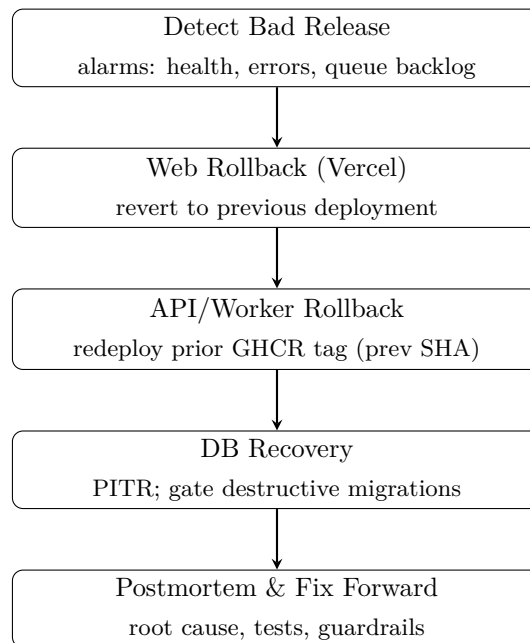 Detect Bad Release
alarms: health, errors, queue backlog
Web Rollback (Vercel)
revert to previous deployment
API/Worker Rollback
redeploy prior GHCR tag (prev SHA)
DB Recovery
PITR; gate destructive migrations
Postmortem & Fix Forward
root cause, tests, guardrails